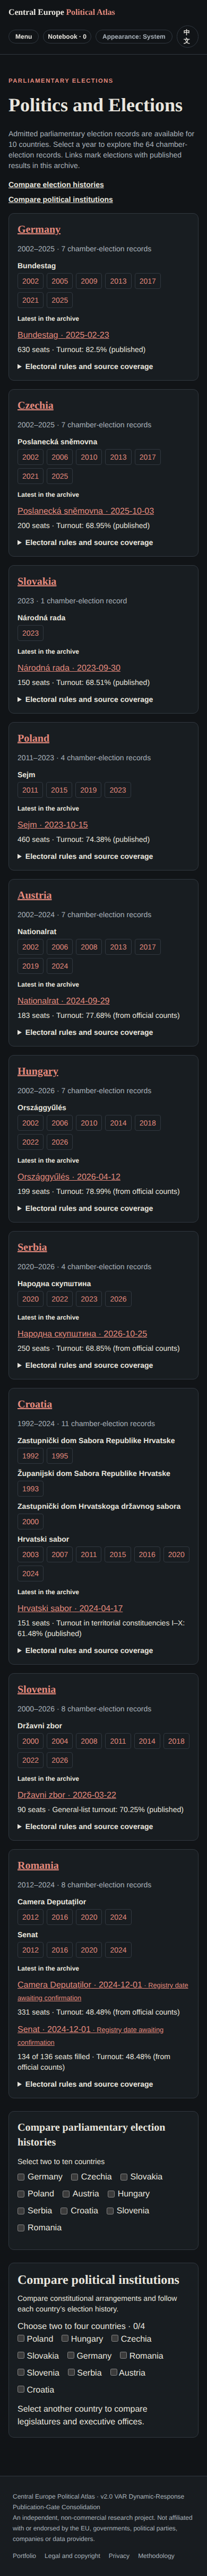 Central Europe Political Atlas
Menu
Notebook · 0
Appearance: System
中
文
PARLIAMENTARY ELECTIONS
Politics and Elections
Admitted parliamentary election records are available for
10 countries. Select a year to explore the 64 chamber-
election records. Links mark elections with published
results in this archive.
Compare election histories
Compare political institutions
Germany
2002–2025 · 7 chamber-election records
Bundestag
2002 2005 2009 2013 2017
2021 2025
Latest in the archive
Bundestag · 2025-02-23
630 seats · Turnout: 82.5% (published)
▶ Electoral rules and source coverage
Czechia
2002–2025 · 7 chamber-election records
Poslanecká sněmovna
2002 2006 2010 2013 2017
2021 2025
Latest in the archive
Poslanecká sněmovna · 2025-10-03
200 seats · Turnout: 68.95% (published)
▶ Electoral rules and source coverage
Slovakia
2023 · 1 chamber-election record
Národná rada
2023
Latest in the archive
Národná rada · 2023-09-30
150 seats · Turnout: 68.51% (published)
▶ Electoral rules and source coverage
Poland
2011–2023 · 4 chamber-election records
Sejm
2011 2015 2019 2023
Latest in the archive
Sejm · 2023-10-15
460 seats · Turnout: 74.38% (published)
▶ Electoral rules and source coverage
Austria
2002–2024 · 7 chamber-election records
Nationalrat
2002 2006 2008 2013 2017
2019 2024
Latest in the archive
Nationalrat · 2024-09-29
183 seats · Turnout: 77.68% (from official counts)
▶ Electoral rules and source coverage
Hungary
2002–2026 · 7 chamber-election records
Országgyűlés
2002 2006 2010 2014 2018
2022 2026
Latest in the archive
Országgyűlés · 2026-04-12
199 seats · Turnout: 78.99% (from official counts)
▶ Electoral rules and source coverage
Serbia
2020–2026 · 4 chamber-election records
Народна скупштина
2020 2022 2023 2026
Latest in the archive
Народна скупштина · 2026-10-25
250 seats · Turnout: 68.85% (from official counts)
▶ Electoral rules and source coverage
Croatia
1992–2024 · 11 chamber-election records
Zastupnički dom Sabora Republike Hrvatske
1992 1995
Županijski dom Sabora Republike Hrvatske
1993
Zastupnički dom Hrvatskoga državnog sabora
2000
Hrvatski sabor
2003 2007 2011 2015 2016 2020
2024
Latest in the archive
Hrvatski sabor · 2024-04-17
151 seats · Turnout in territorial constituencies I–X:
61.48% (published)
▶ Electoral rules and source coverage
Slovenia
2000–2026 · 8 chamber-election records
Državni zbor
2000 2004 2008 2011 2014 2018
2022 2026
Latest in the archive
Državni zbor · 2026-03-22
90 seats · General-list turnout: 70.25% (published)
▶ Electoral rules and source coverage
Romania
2012–2024 · 8 chamber-election records
Camera Deputaților
2012 2016 2020 2024
Senat
2012 2016 2020 2024
Latest in the archive
Camera Deputaților · 2024-12-01 · Registry date
awaiting confirmation
331 seats · Turnout: 48.48% (from official counts)
Senat · 2024-12-01 · Registry date awaiting
confirmation
134 of 136 seats filled · Turnout: 48.48% (from
official counts)
▶ Electoral rules and source coverage
Compare parliamentary election
histories
Select two to ten countries
Germany Czechia Slovakia
Poland Austria Hungary
Serbia Croatia Slovenia
Romania
Compare political institutions
Compare constitutional arrangements and follow
each country's election history.
Choose two to four countries · 0/4
Poland Hungary Czechia
Slovakia Germany Romania
Slovenia Serbia Austria
Croatia
Select another country to compare
legislatures and executive offices.
Central Europe Political Atlas · v2.0 VAR Dynamic-Response
Publication-Gate Consolidation
An independent, non-commercial research project. Not affiliated
with or endorsed by the EU, governments, political parties,
companies or data providers.
Portfolio Legal and copyright Privacy Methodology